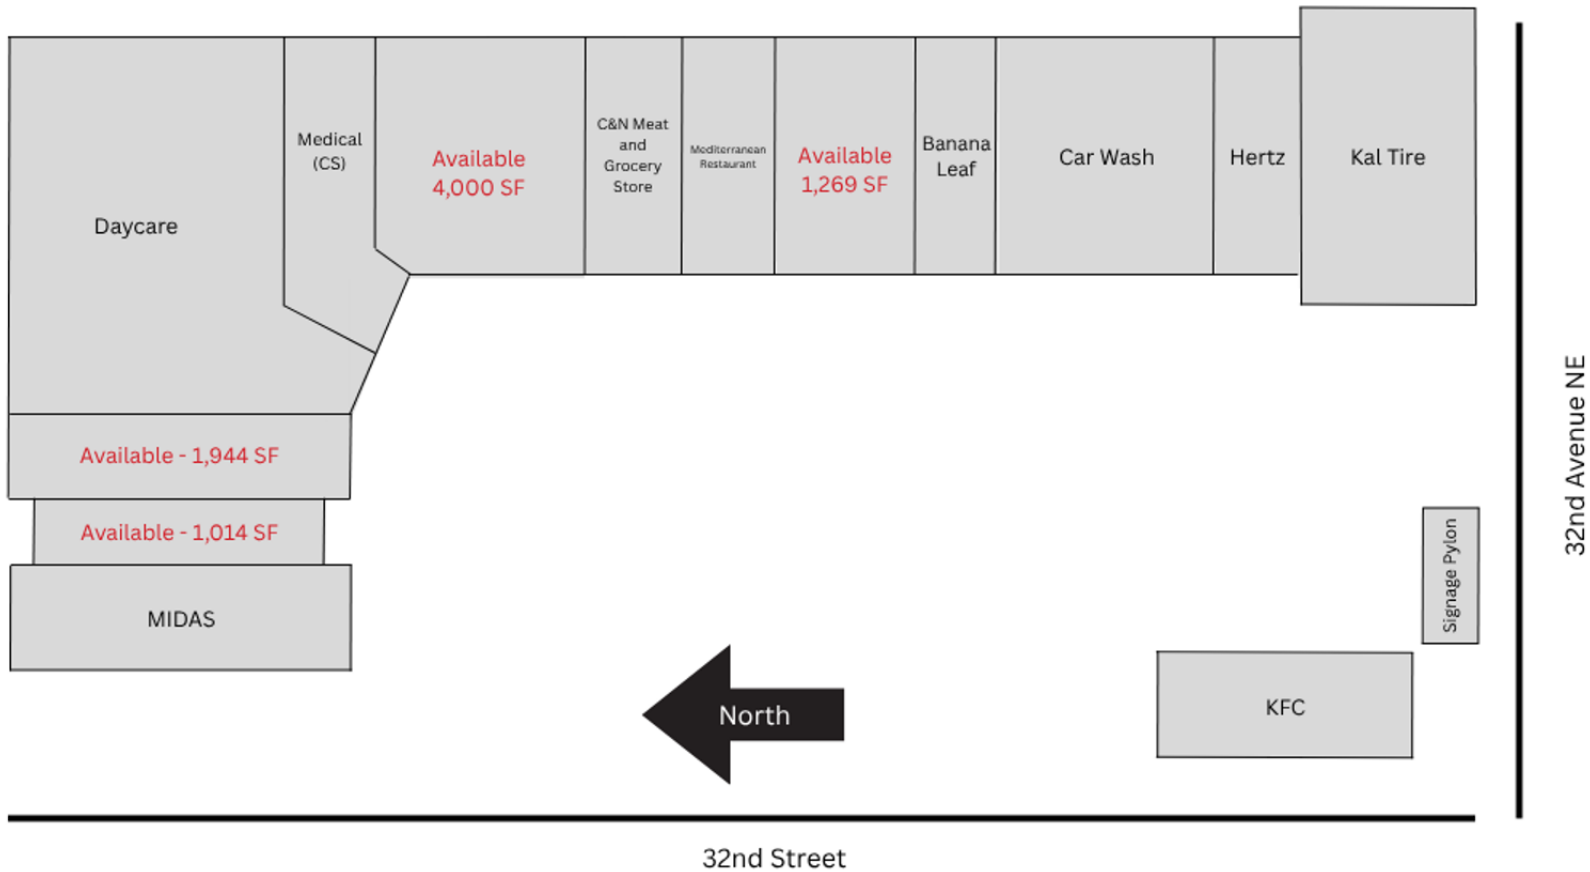 Daycare
Medical
(CS)
Available
4,000 SF
C&N Meat
and
Grocery
Store
Mediterranean
Restaurant
Available
1,269 SF
Banana
Leaf
Car Wash
Hertz
Kal Tire
Available - 1,944 SF
Available - 1,014 SF
MIDAS
North
KFC
Signage Pylon
32nd Avenue NE
32nd Street